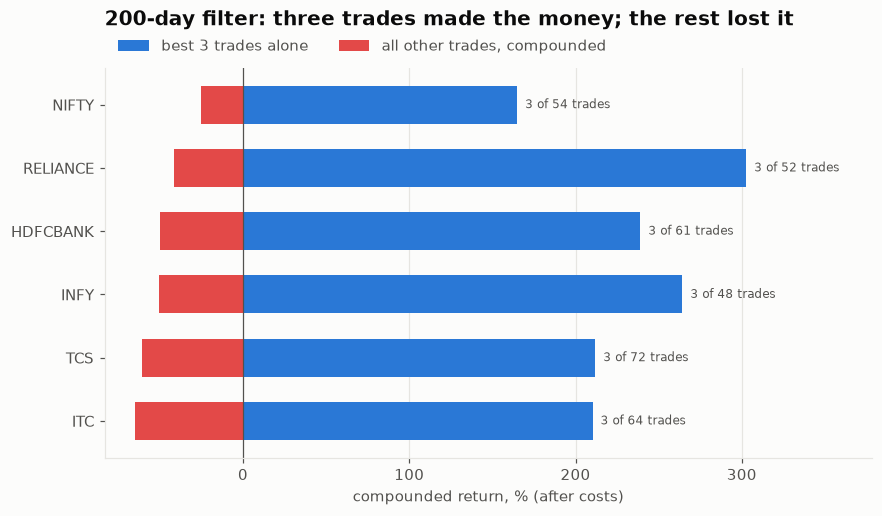 200-day filter: three trades made the money; the rest lost it
best 3 trades alone
all other trades, compounded
NIFTY
3 of 54 trades
RELIANCE
3 of 52 trades
HDFCBANK
3 of 61 trades
INFY
3 of 48 trades
TCS
3 of 72 trades
ITC
3 of 64 trades
0 100 200 300
compounded return, % (after costs)